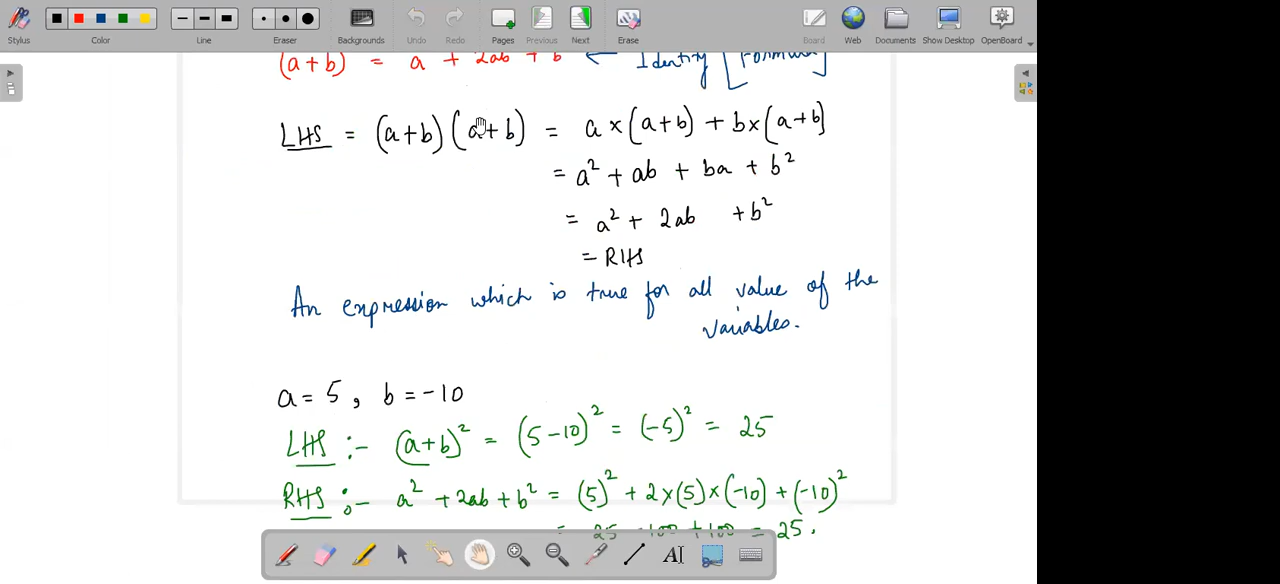 Stylus Color Line Eraser Backgrounds Undo Redo Pages Previous Next Erase Board Web Documents Show Desktop OpenBoard
(a+b) = a + 2ab + b ← Identity [Formula]
LHS = (a+b)(a+b) = a×(a+b) + b×(a+b)
= a² + ab + ba + b²
= a² + 2ab + b²
= RHS
An expression which is true for all value of the
variables.
a = 5, b = -10
LHS :- (a+b)² = (5-10)² = (-5)² = 25
RHS :- a² + 2ab + b² = (5)² + 2×(5)×(-10) + (-10)²
= 25 - 100 + 100 = 25.